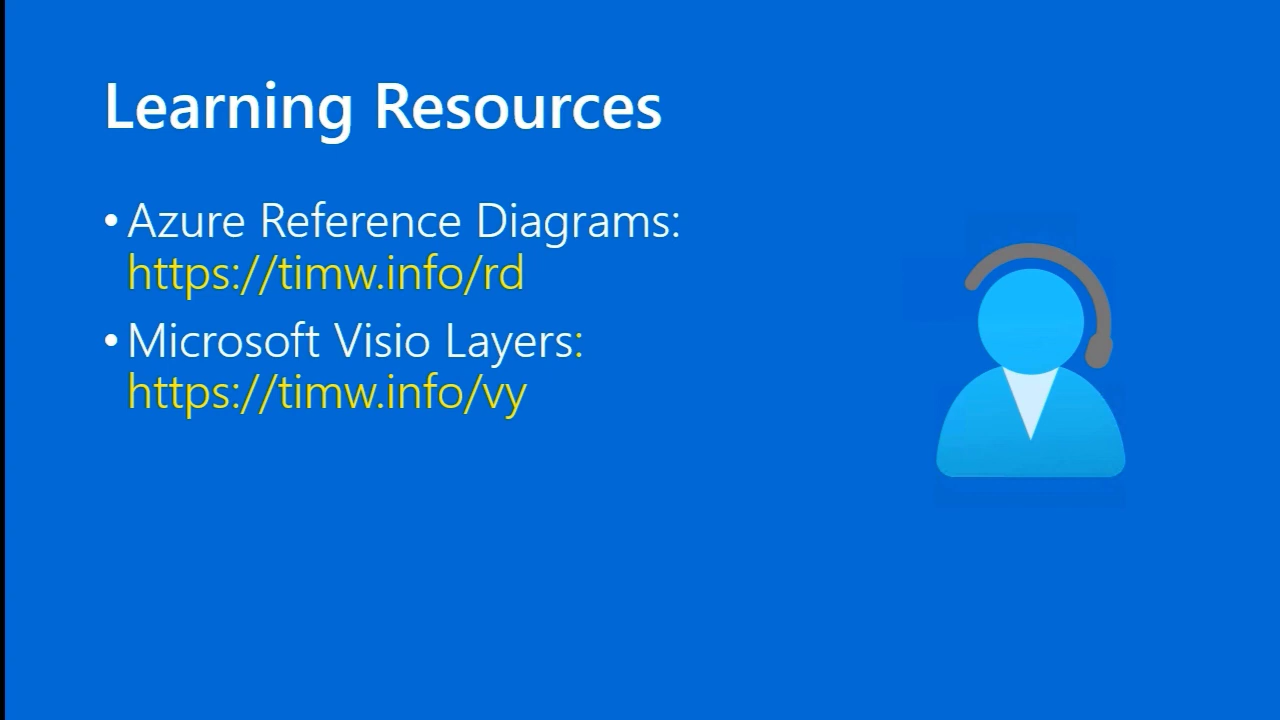 Learning Resources
• Azure Reference Diagrams:
https://timw.info/rd
• Microsoft Visio Layers:
https://timw.info/vy